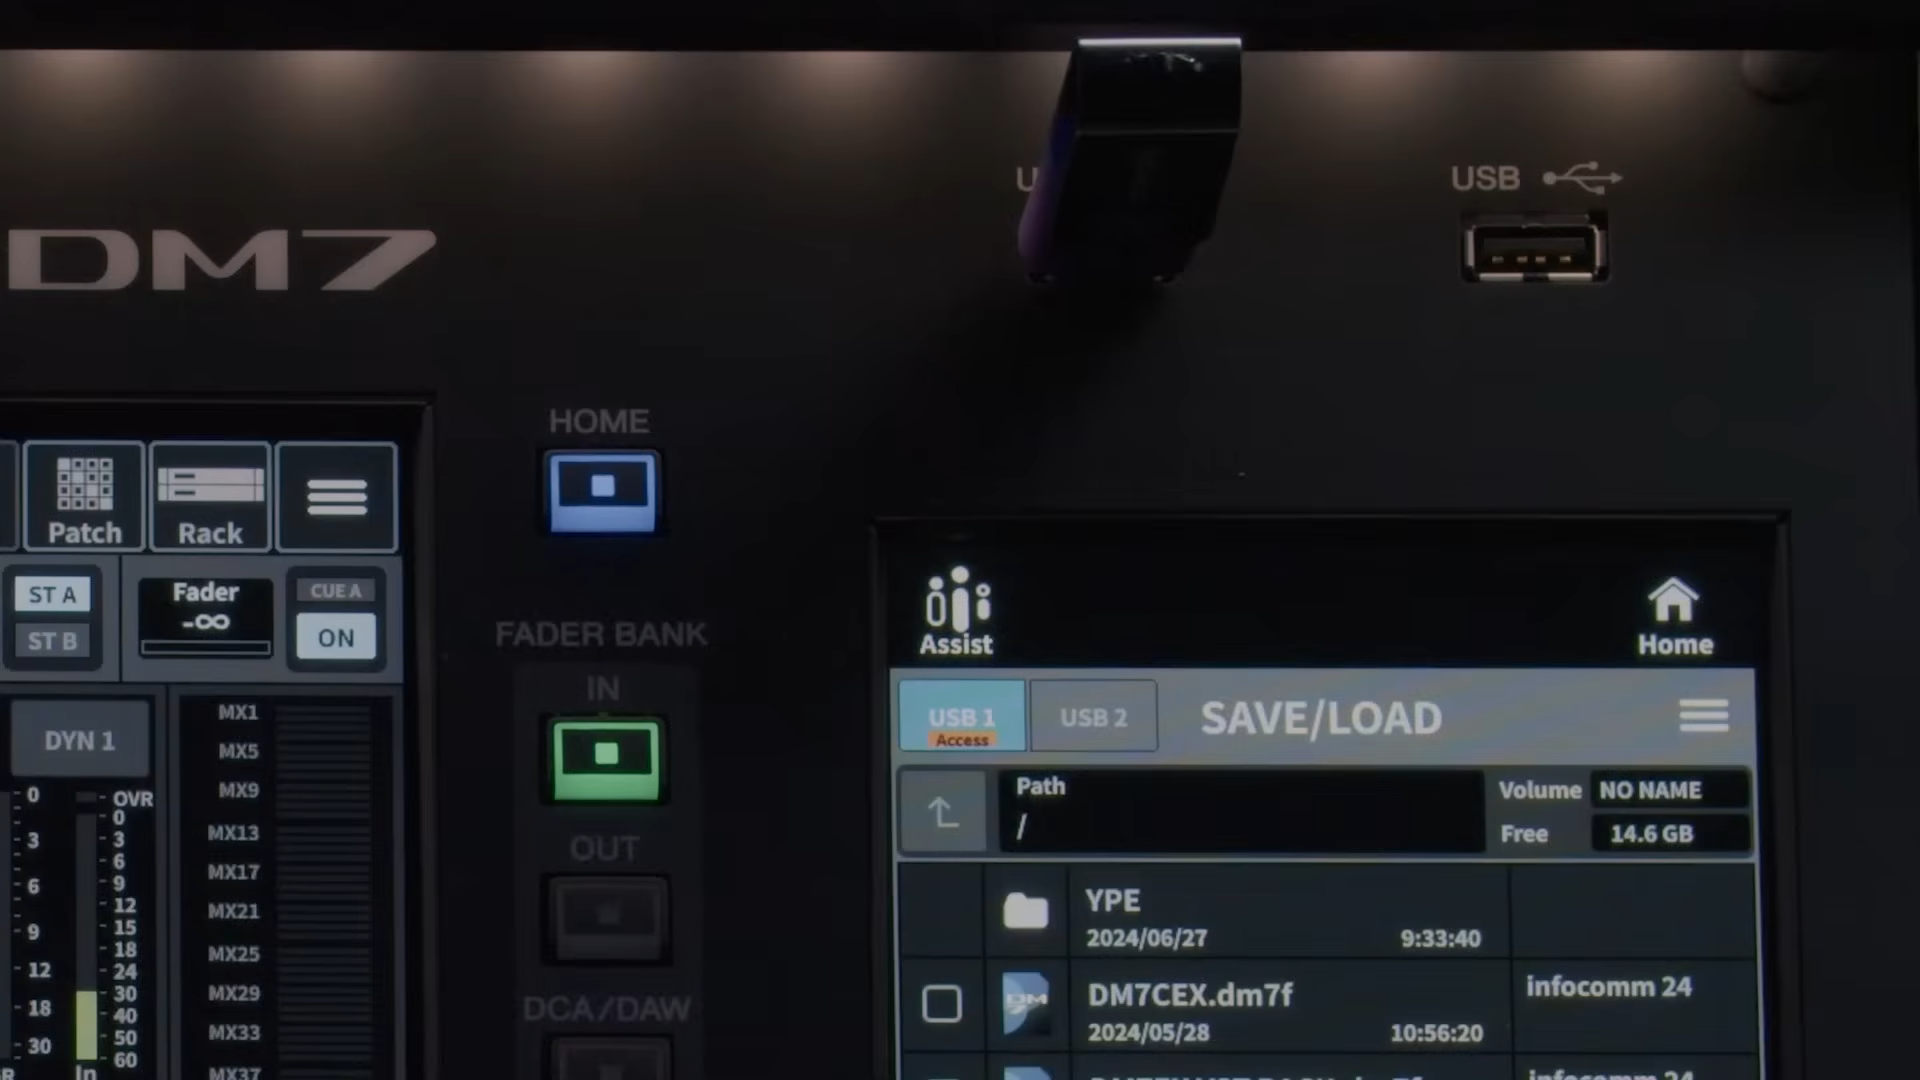 USB
DM7
HOME
Patch
Rack
ST A
ST B
Fader
-∞
CUE A
ON
FADER BANK
IN
OUT
DCA/DAW
DYN 1
0
3
6
9
12
18
30
OVR
0
3
6
9
12
15
18
24
30
40
50
60
In
MX1
MX5
MX9
MX13
MX17
MX21
MX25
MX29
MX33
MX37
Assist
Home
USB 1
Access
USB 2
SAVE/LOAD
Path
/
Volume
NO NAME
Free
14.6 GB
YPE
2024/06/27
9:33:40
DM7CEX.dm7f
infocomm 24
2024/05/28
10:56:20
infocomm 24